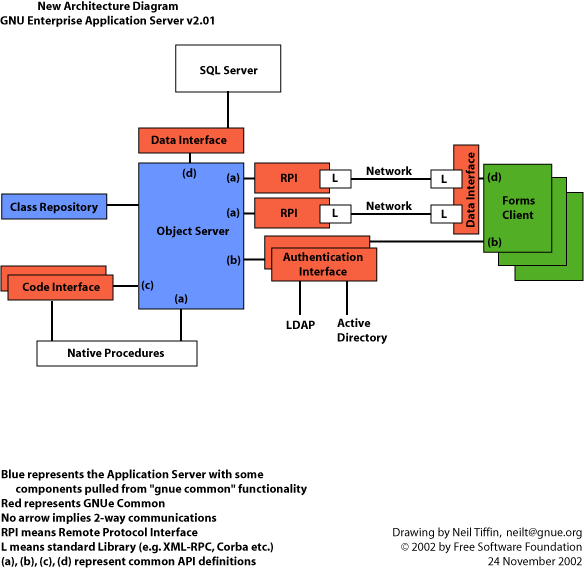 New Architecture Diagram
GNU Enterprise Application Server v2.01
SQL Server
Data Interface
(d)
(a)
RPI
L
Network
L
Data Interface
(d)
Class Repository
Object Server
(a)
RPI
L
Network
L
Forms
Client
(b)
(b)
Authentication
Interface
Code Interface
(c)
(a)
LDAP
Active
Directory
Native Procedures
Blue represents the Application Server with some
components pulled from "gnue common" functionality
Red represents GNUe Common
No arrow implies 2-way communications
RPI means Remote Protocol Interface
L means standard Library (e.g. XML-RPC, Corba etc.)
(a), (b), (c), (d) represent common API definitions
Drawing by Neil Tiffin, neilt@gnue.org
© 2002 by Free Software Foundation
24 November 2002